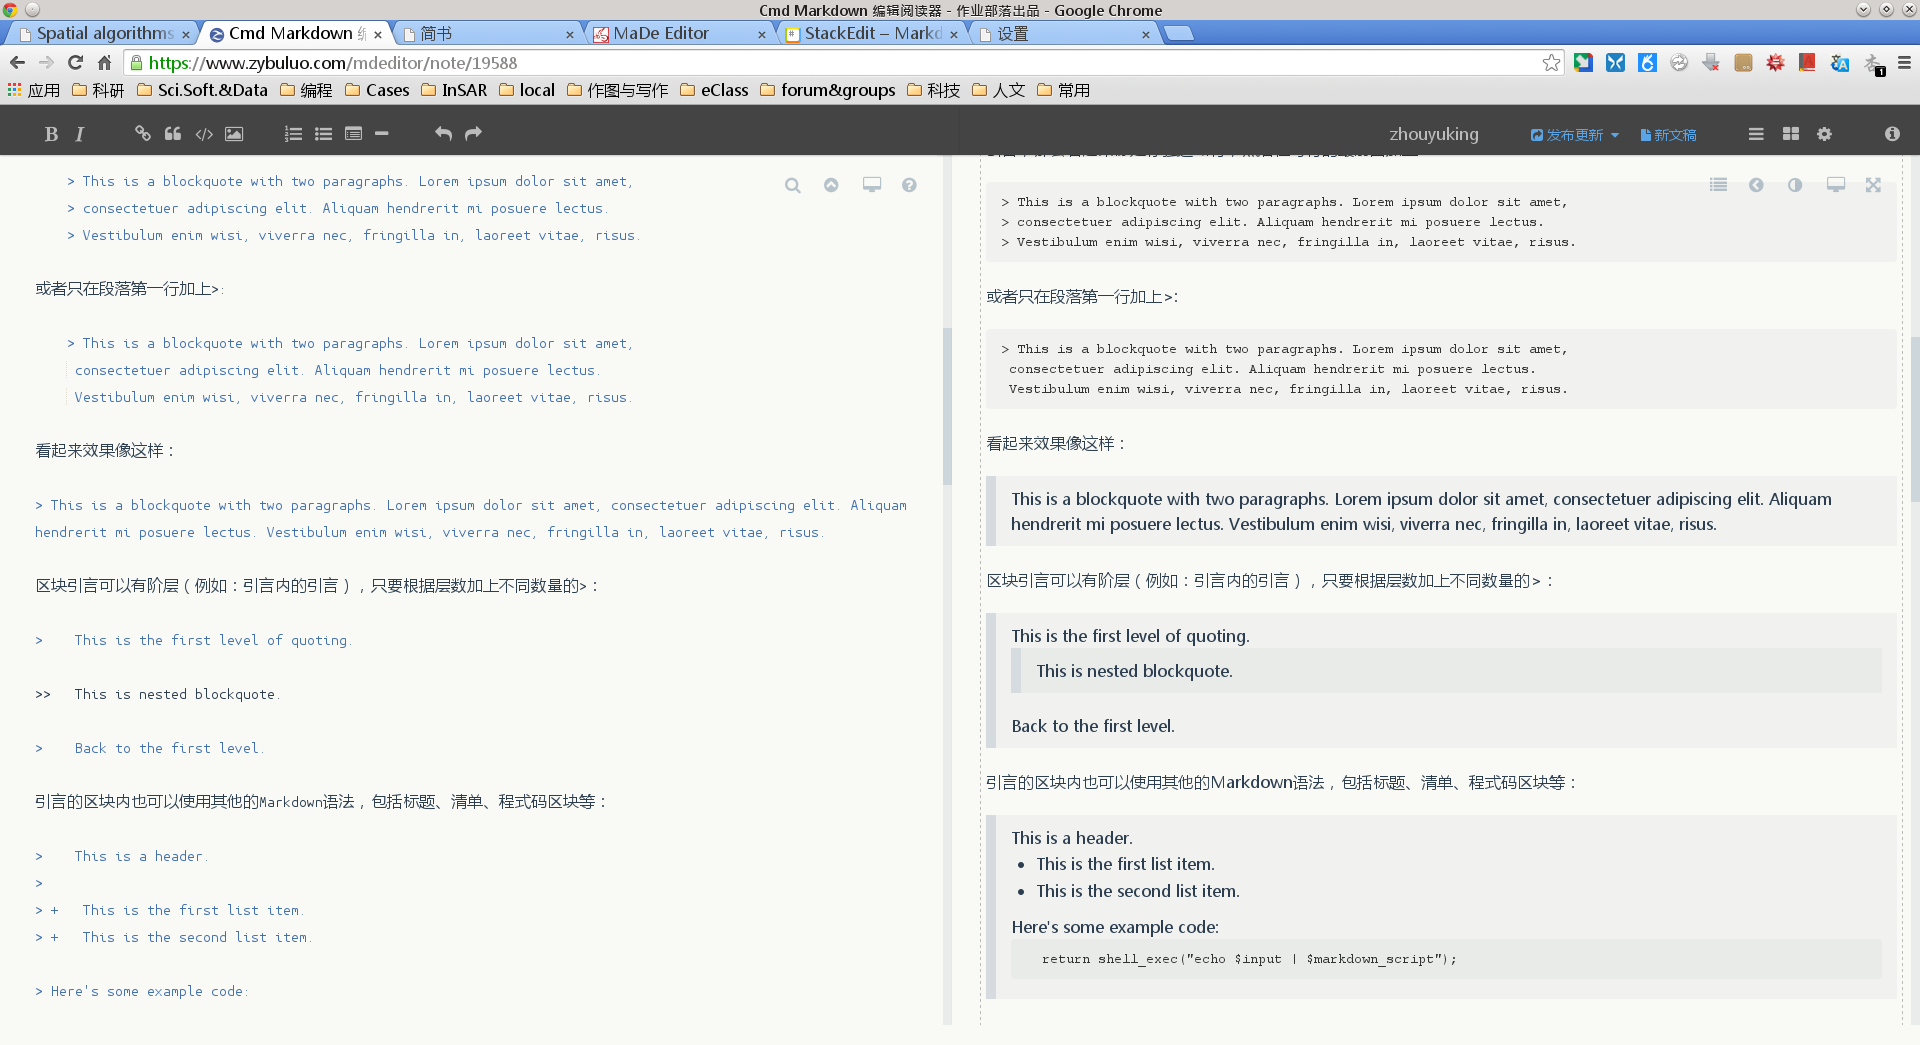 Cmd Markdown 编辑阅读器 - 作业部落出品 - Google Chrome
Spatial algorithms
Cmd Markdown 编
简书
MaDe Editor
StackEdit – Markd
设置
https://www.zybuluo.com/mdeditor/note/19588
应用 科研 Sci.Soft.&Data 编程 Cases InSAR local 作图与写作 eClass forum&groups 科技 人文 常用
B I
zhouyuking 发布更新 新文稿
> This is a blockquote with two paragraphs. Lorem ipsum dolor sit amet,
> consectetuer adipiscing elit. Aliquam hendrerit mi posuere lectus.
> Vestibulum enim wisi, viverra nec, fringilla in, laoreet vitae, risus.
或者只在段落第一行加上>:
> This is a blockquote with two paragraphs. Lorem ipsum dolor sit amet,
consectetuer adipiscing elit. Aliquam hendrerit mi posuere lectus.
Vestibulum enim wisi, viverra nec, fringilla in, laoreet vitae, risus.
看起来效果像这样：
> This is a blockquote with two paragraphs. Lorem ipsum dolor sit amet, consectetuer adipiscing elit. Aliquam
hendrerit mi posuere lectus. Vestibulum enim wisi, viverra nec, fringilla in, laoreet vitae, risus.
区块引言可以有阶层（例如：引言内的引言），只要根据层数加上不同数量的>：
> This is the first level of quoting.
>> This is nested blockquote.
> Back to the first level.
引言的区块内也可以使用其他的Markdown语法，包括标题、清单、程式码区块等：
> This is a header.
>
> + This is the first list item.
> + This is the second list item.
> Here's some example code:
> This is a blockquote with two paragraphs. Lorem ipsum dolor sit amet,
> consectetuer adipiscing elit. Aliquam hendrerit mi posuere lectus.
> Vestibulum enim wisi, viverra nec, fringilla in, laoreet vitae, risus.
或者只在段落第一行加上>:
> This is a blockquote with two paragraphs. Lorem ipsum dolor sit amet,
consectetuer adipiscing elit. Aliquam hendrerit mi posuere lectus.
Vestibulum enim wisi, viverra nec, fringilla in, laoreet vitae, risus.
看起来效果像这样：
This is a blockquote with two paragraphs. Lorem ipsum dolor sit amet, consectetuer adipiscing elit. Aliquam
hendrerit mi posuere lectus. Vestibulum enim wisi, viverra nec, fringilla in, laoreet vitae, risus.
区块引言可以有阶层（例如：引言内的引言），只要根据层数加上不同数量的>：
This is the first level of quoting.
This is nested blockquote.
Back to the first level.
引言的区块内也可以使用其他的Markdown语法，包括标题、清单、程式码区块等：
This is a header.
• This is the first list item.
• This is the second list item.
Here's some example code:
return shell_exec("echo $input | $markdown_script");